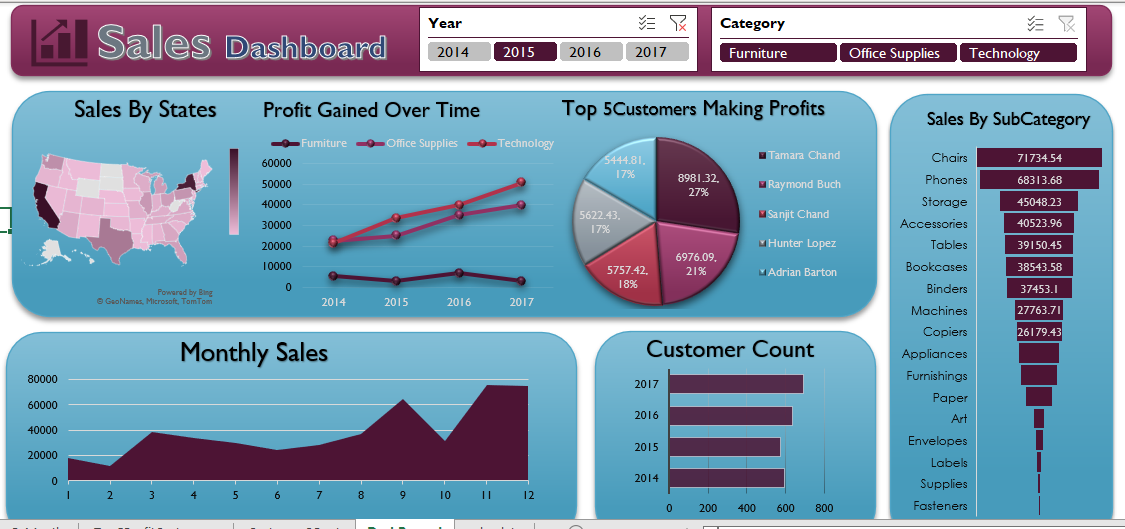 Sales Dashboard
Year
2014 2015 2016 2017
Category
Furniture Office Supplies Technology
Sales By States
Powered by Bing
© GeoNames, Microsoft, TomTom
Profit Gained Over Time
Furniture Office Supplies Technology
60000
50000
40000
30000
20000
10000
0
2014 2015 2016 2017
Top 5Customers Making Profits
5444.81,
17%
8981.32,
27%
5622.43,
17%
5757.42,
18%
6976.09,
21%
Tamara Chand
Raymond Buch
Sanjit Chand
Hunter Lopez
Adrian Barton
Sales By SubCategory
Chairs 71734.54
Phones 68313.68
Storage 45048.23
Accessories 40523.96
Tables 39150.45
Bookcases 38543.58
Binders 37453.1
Machines 27763.71
Copiers 26179.43
Appliances
Furnishings
Paper
Art
Envelopes
Labels
Supplies
Fasteners
Monthly Sales
80000
60000
40000
20000
0
1 2 3 4 5 6 7 8 9 10 11 12
Customer Count
2017
2016
2015
2014
0 200 400 600 800